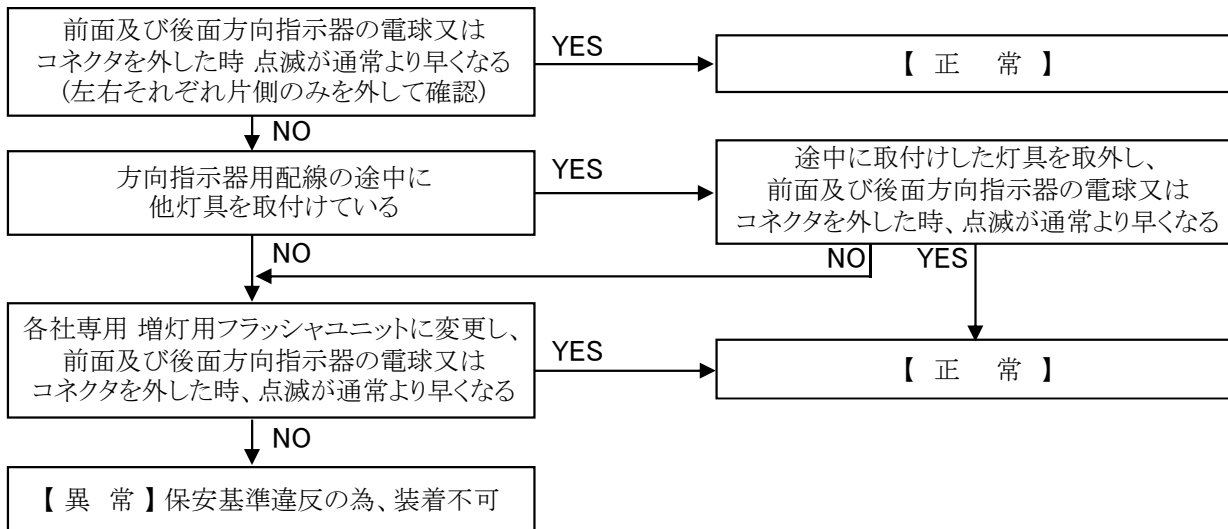 前面及び後面方向指示器の電球又は
コネクタを外した時 点滅が通常より早くなる
(左右それぞれ片側のみを外して確認)
YES
【 正 常 】
NO
方向指示器用配線の途中に
他灯具を取付けている
YES
途中に取付けした灯具を取外し、
前面及び後面方向指示器の電球又は
コネクタを外した時、点滅が通常より早くなる
NO
NO
YES
各社専用 増灯用フラッシャユニットに変更し、
前面及び後面方向指示器の電球又は
コネクタを外した時、点滅が通常より早くなる
YES
【 正 常 】
NO
【 異 常 】保安基準違反の為、装着不可